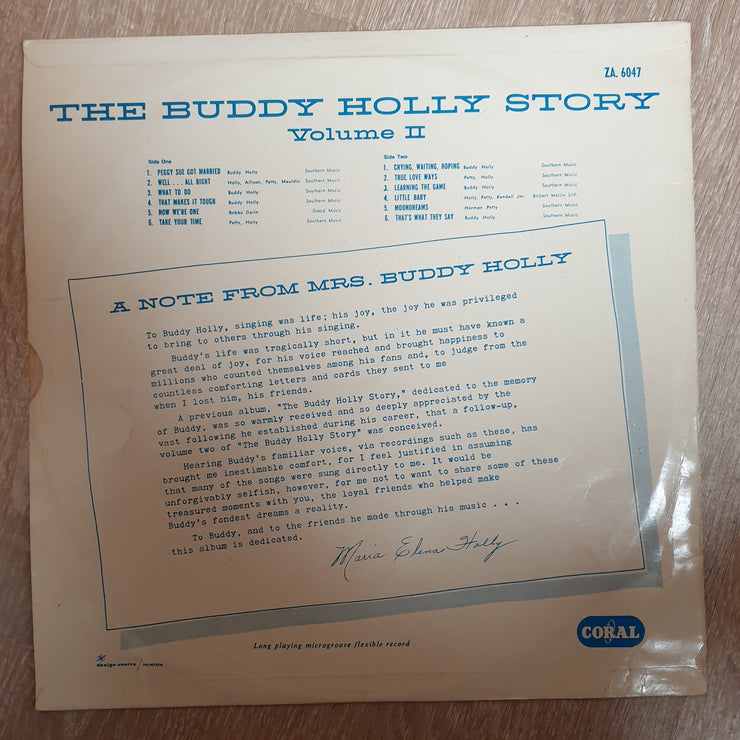 ZA. 6047
THE BUDDY HOLLY STORY
Volume II
Side One
1. PEGGY SUE GOT MARRIED Buddy Holly Southern Music
2. WELL . . . ALL RIGHT Holly, Allison, Petty, Mauldin. Southern Music
3. WHAT TO DO Buddy Holly Southern Music
4. THAT MAKES IT TOUGH Buddy Holly Southern Music
5. NOW WE'RE ONE Bobby Darin Good Music
6. TAKE YOUR TIME Petty, Holly Southern Music
Side Two
1. CRYING, WAITING, HOPING Buddy Holly Southern Music
2. TRUE LOVE WAYS Petty, Holly Southern Music
3. LEARNING THE GAME Buddy Holly Southern Music
4. LITTLE BABY Holly, Petty, Kendall Jnr. Robert Mellin Ltd.
5. MOONDREAMS Norman Petty Southern Music
6. THAT'S WHAT THEY SAY Buddy Holly Southern Music
A NOTE FROM MRS. BUDDY HOLLY
To Buddy Holly, singing was life; his joy, the joy he was privileged
to bring to others through his singing.
Buddy's life was tragically short, but in it he must have known a
great deal of joy, for his voice reached and brought happiness to
millions who counted themselves among his fans and, to judge from the
countless comforting letters and cards they sent to me
when I lost him, his friends.
A previous album, "The Buddy Holly Story," dedicated to the memory
of Buddy, was so warmly received and so deeply appreciated by the
vast following he established during his career, that a follow-up,
volume two of "The Buddy Holly Story" was conceived.
Hearing Buddy's familiar voice, via recordings such as these, has
brought me inestimable comfort, for I feel justified in assuming
that many of the songs were sung directly to me. It would be
unforgivably selfish, however, for me not to want to share some of these
treasured moments with you, the loyal friends who helped make
Buddy's fondest dreams a reality.
To Buddy, and to the friends he made through his music . . .
this album is dedicated.
Maria Elena Holly
CORAL
Long playing microgroove flexible record
design centre / PRINTON